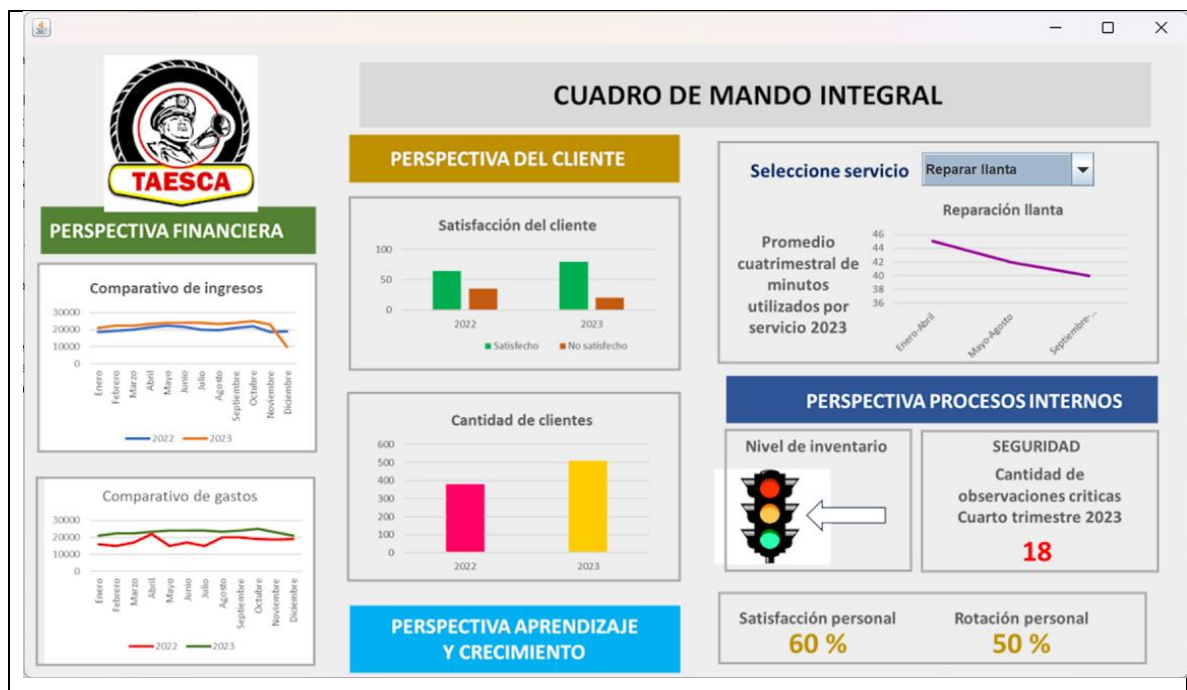 TAESCA
CUADRO DE MANDO INTEGRAL
PERSPECTIVA FINANCIERA
Comparativo de ingresos
30000
20000
10000
0
Enero
Febrero
Marzo
Abril
Mayo
Junio
Julio
Agosto
Septiembre
Octubre
Noviembre
Diciembre
2022 2023
Comparativo de gastos
30000
20000
10000
0
Enero
Febrero
Marzo
Abril
Mayo
Junio
Julio
Agosto
Septiembre
Octubre
Noviembre
Diciembre
2022 2023
PERSPECTIVA DEL CLIENTE
Satisfacción del cliente
100
50
0
2022 2023
Satisfecho No satisfecho
Cantidad de clientes
600
500
400
300
200
100
0
2022 2023
PERSPECTIVA APRENDIZAJE
Y CRECIMIENTO
Seleccione servicio Reparar llanta
Promedio
cuatrimestral de
minutos
utilizados por
servicio 2023
Reparación llanta
46
44
42
40
38
36
Enero-Abril
Mayo-Agosto
Septiembre-...
PERSPECTIVA PROCESOS INTERNOS
Nivel de inventario
SEGURIDAD
Cantidad de
observaciones criticas
Cuarto trimestre 2023
18
Satisfacción personal
60 %
Rotación personal
50 %